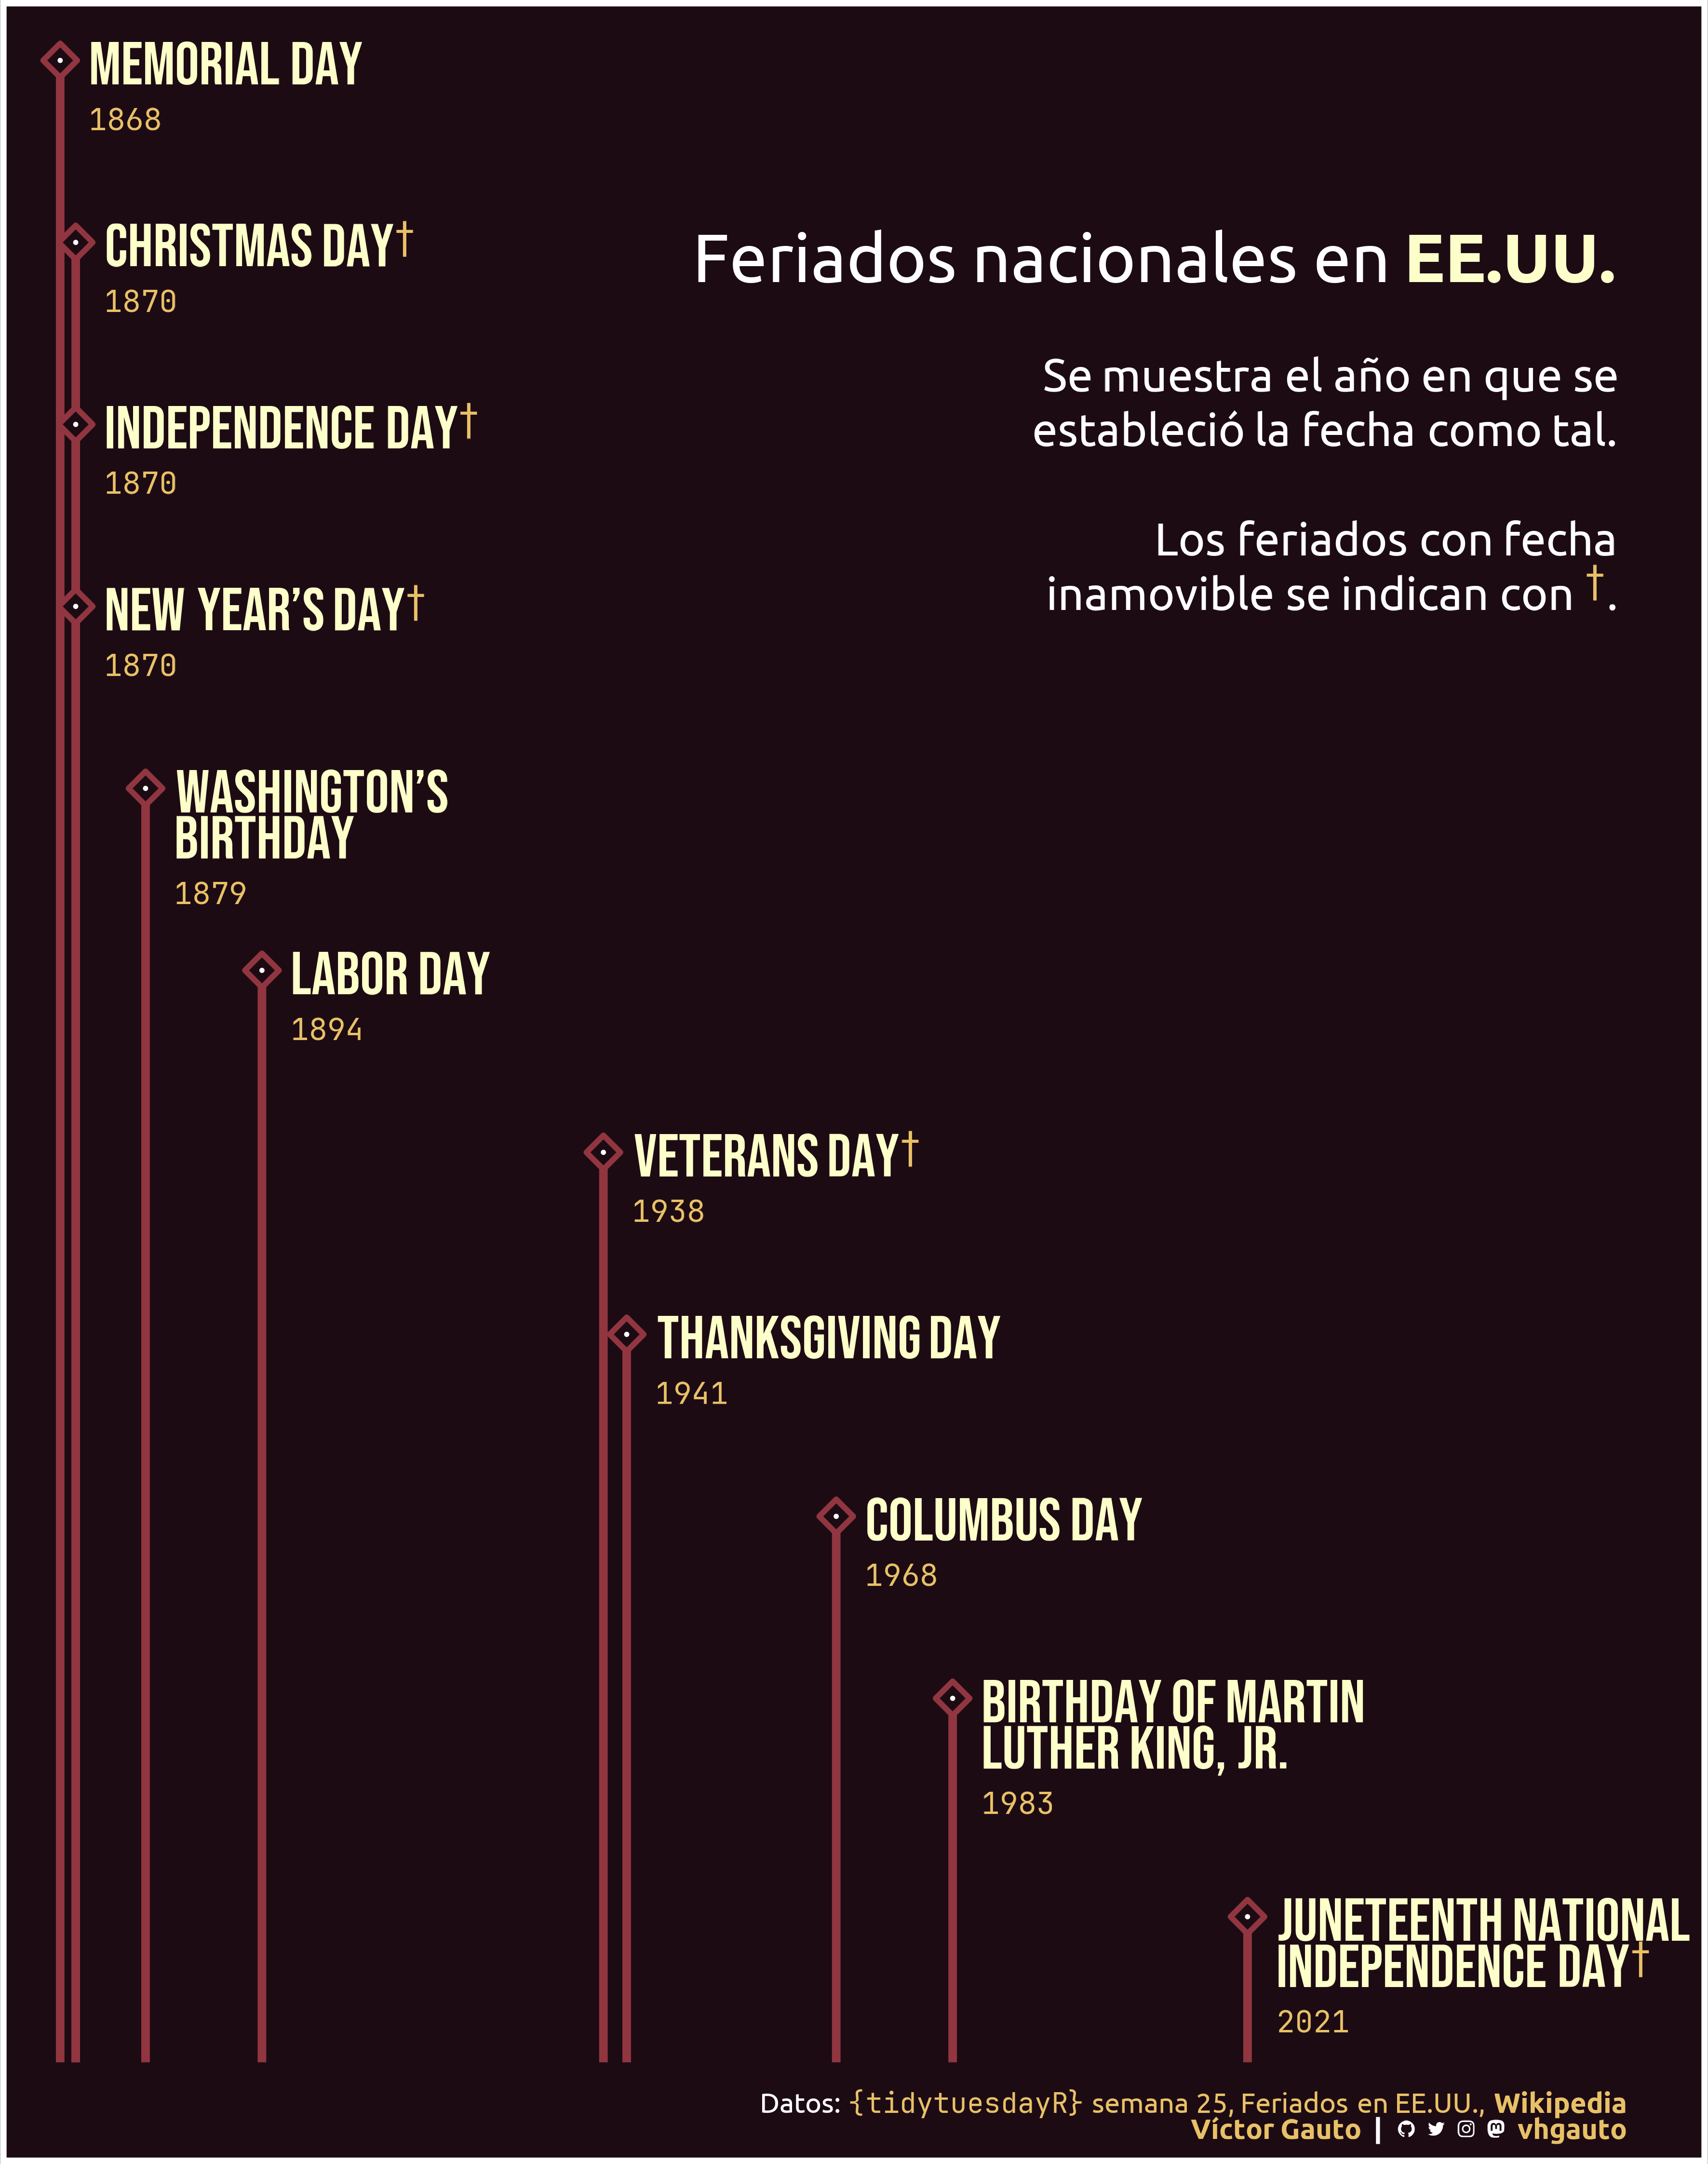 MEMORIAL DAY
1868
CHRISTMAS DAY†
1870
Feriados nacionales en EE.UU.
Se muestra el año en que se
estableció la fecha como tal.
INDEPENDENCE DAY†
1870
Los feriados con fecha
inamovible se indican con †.
NEW YEAR’S DAY†
1870
WASHINGTON’S
BIRTHDAY
1879
LABOR DAY
1894
VETERANS DAY†
1938
THANKSGIVING DAY
1941
COLUMBUS DAY
1968
BIRTHDAY OF MARTIN
LUTHER KING, JR.
1983
JUNETEENTH NATIONAL
INDEPENDENCE DAY†
2021
Datos: {tidytuesdayR} semana 25, Feriados en EE.UU., Wikipedia
Víctor Gauto | vhgauto